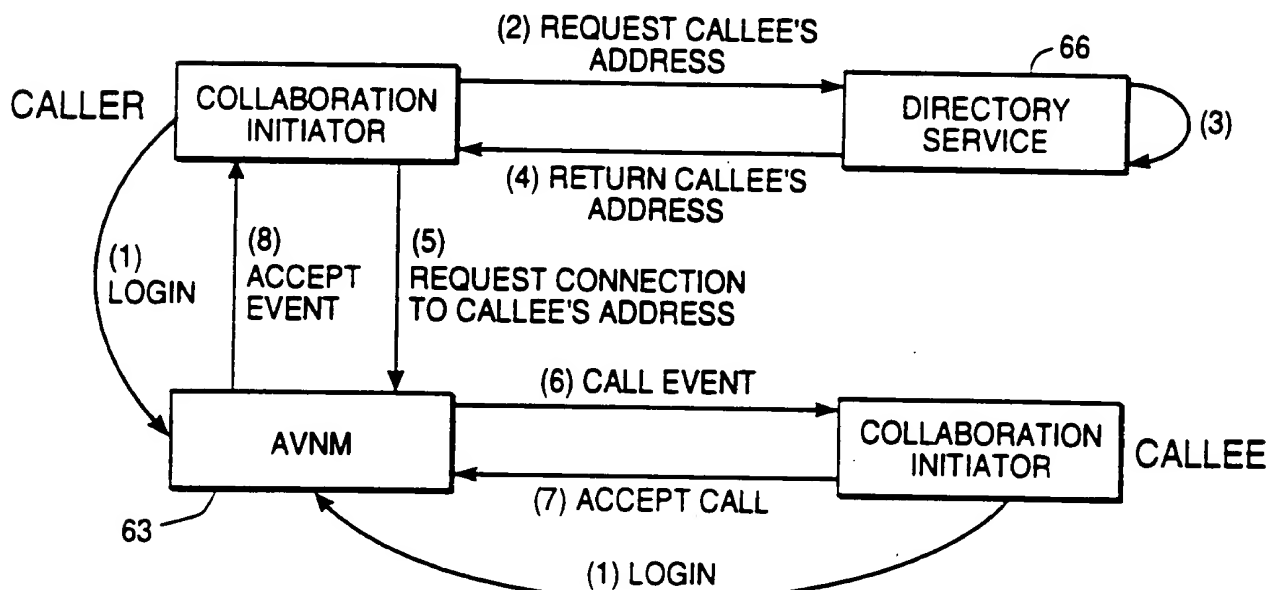 (2) REQUEST CALLEE'S
ADDRESS
66
CALLER
COLLABORATION
INITIATOR
DIRECTORY
SERVICE
(3)
(4) RETURN CALLEE'S
ADDRESS
(1)
LOGIN
(8)
ACCEPT
EVENT
(5)
REQUEST CONNECTION
TO CALLEE'S ADDRESS
(6) CALL EVENT
AVNM
COLLABORATION
INITIATOR
CALLEE
(7) ACCEPT CALL
63
(1) LOGIN